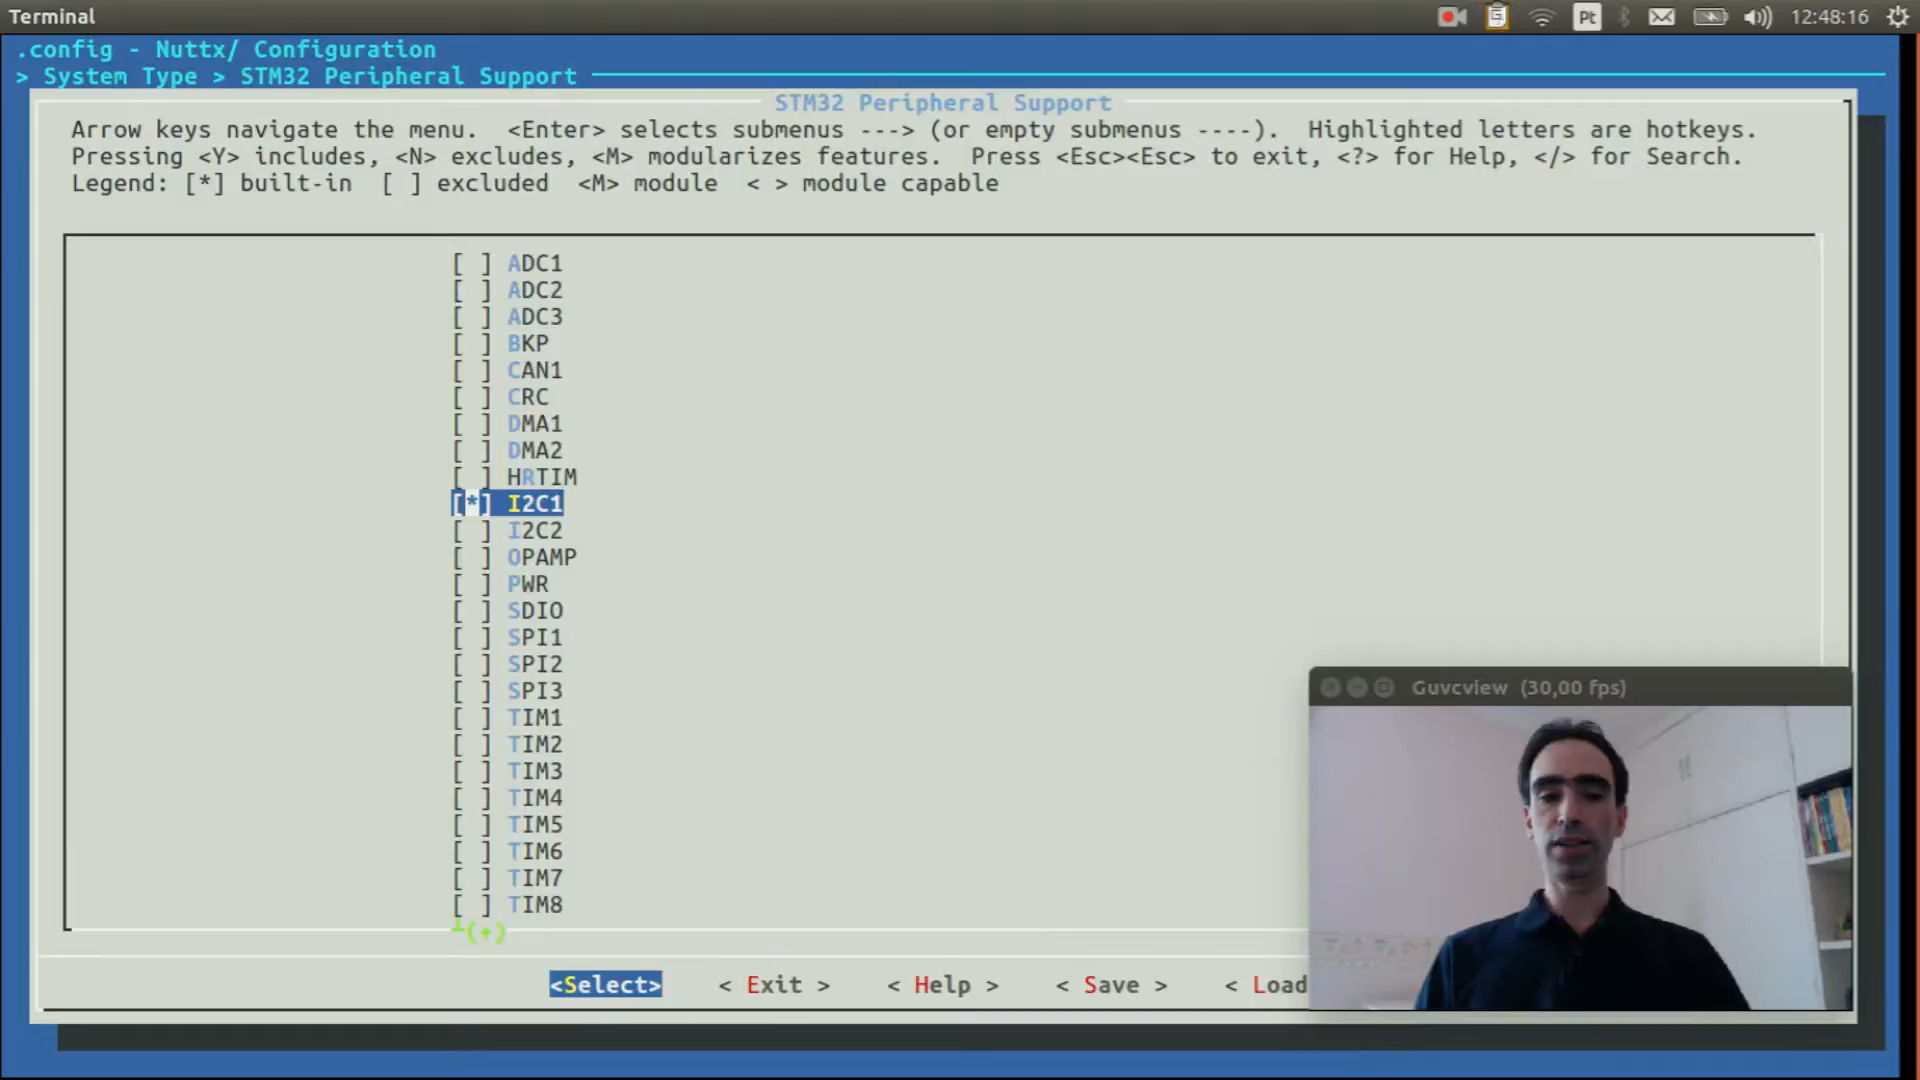 Terminal
Pt
12:48:16
.config - Nuttx/ Configuration
> System Type > STM32 Peripheral Support
STM32 Peripheral Support
Arrow keys navigate the menu.  <Enter> selects submenus ---> (or empty submenus ----).  Highlighted letters are hotkeys.
Pressing <Y> includes, <N> excludes, <M> modularizes features.  Press <Esc><Esc> to exit, <?> for Help, </> for Search.
Legend: [*] built-in  [ ] excluded  <M> module  < > module capable
[ ] ADC1
[ ] ADC2
[ ] ADC3
[ ] BKP
[ ] CAN1
[ ] CRC
[ ] DMA1
[ ] DMA2
[ ] HRTIM
[*] I2C1
[ ] I2C2
[ ] OPAMP
[ ] PWR
[ ] SDIO
[ ] SPI1
[ ] SPI2
[ ] SPI3
[ ] TIM1
[ ] TIM2
[ ] TIM3
[ ] TIM4
[ ] TIM5
[ ] TIM6
[ ] TIM7
[ ] TIM8
(+)
<Select>    < Exit >    < Help >    < Save >    < Load
Guvcview (30,00 fps)